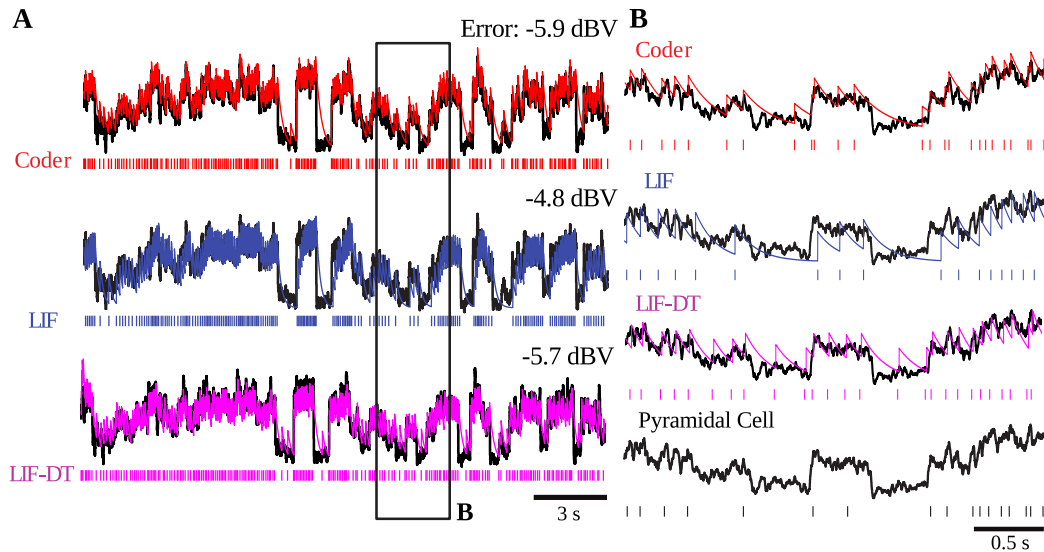 A
Error: -5.9 dBV
Coder
-4.8 dBV
LIF
-5.7 dBV
LIF-DT
B
3 s
B
Coder
LIF
LIF-DT
Pyramidal Cell
0.5 s